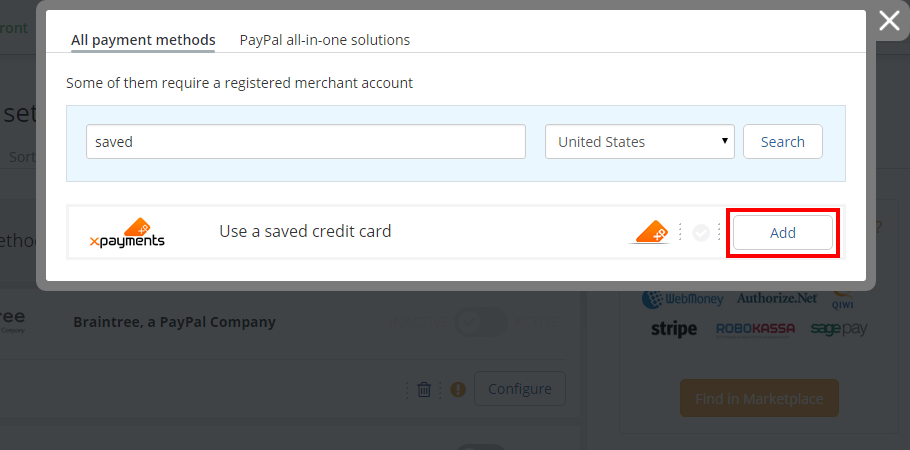 ront
All payment methods
PayPal all-in-one solutions
Some of them require a registered merchant account
set
Sort
saved
United States
Search
xpayments
Use a saved credit card
xp
Add
?
ethod
ree
Company
Braintree, a PayPal Company
WebMoney
Authorize.Net
QIWI
stripe
ROBOKASSA
sage pay
Configure
Find in Marketplace